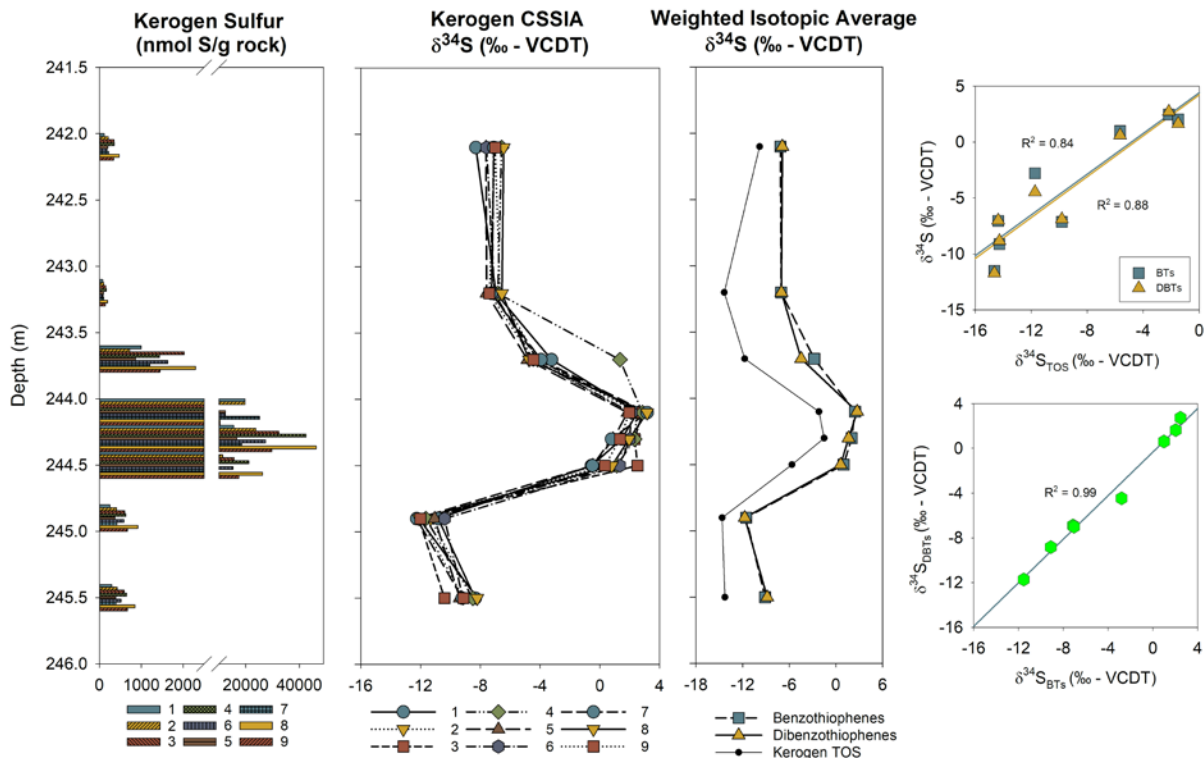 Kerogen Sulfur
(nmol S/g rock)
Kerogen CSSIA
δ³⁴S (‰ - VCDT)
Weighted Isotopic Average
δ³⁴S (‰ - VCDT)
Depth (m)
241.5
242.0
242.5
243.0
243.5
244.0
244.5
245.0
245.5
246.0
0 1000 2000 20000 40000
1 4 7
2 6 8
3 5 9
-16 -12 -8 -4 0 4
1 4 7
2 5 8
3 6 9
-18 -12 -6 0 6
Benzothiophenes
Dibenzothiophenes
Kerogen TOS
δ³⁴S (‰ - VCDT)
5
0
-5
-10
-15
R² = 0.84
R² = 0.88
BTs
DBTs
-16 -12 -8 -4 0
δ³⁴S_TOS (‰ - VCDT)
δ³⁴S_DBTs (‰ - VCDT)
4
0
-4
-8
-12
-16
R² = 0.99
-16 -12 -8 -4 0 4
δ³⁴S_BTs (‰ - VCDT)